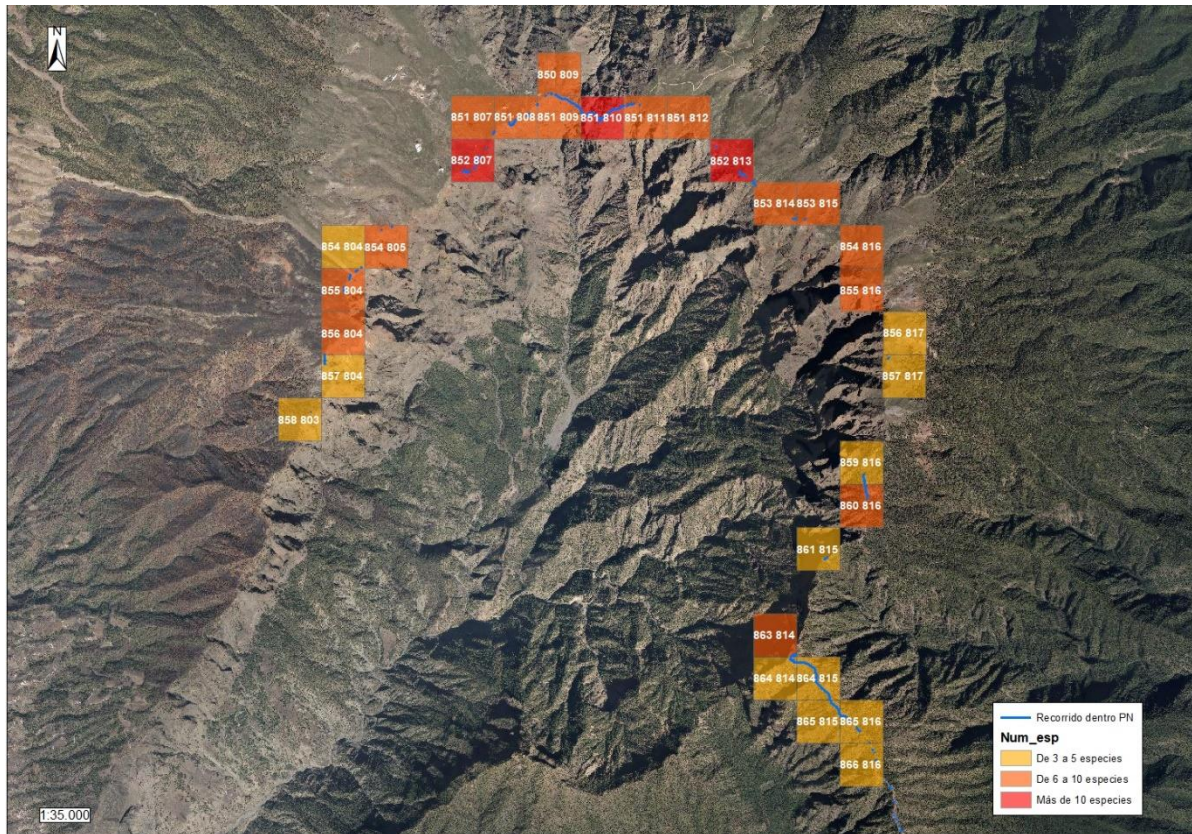 N
850 809
851 807 851 808 851 809 851 810 851 811 851 812
852 807 852 813
853 814 853 815
854 804 854 805 854 816
855 804 855 816
856 804 856 817
857 804 857 817
858 803
859 816
860 816
861 815
863 814
864 814 864 815
865 815 865 816
866 816
Recorrido dentro PN
Num_esp
De 3 a 5 especies
De 6 a 10 especies
Más de 10 especies
1:35.000